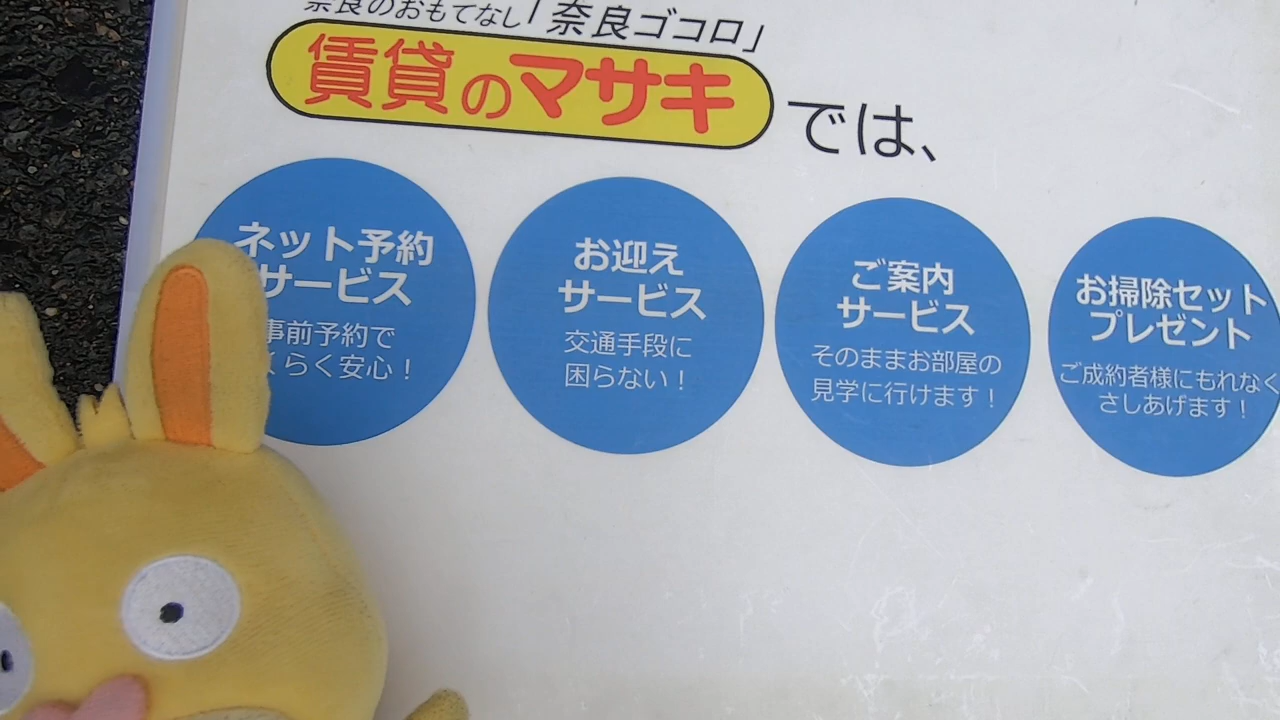 奈良のおもてなし「奈良ゴコロ」
賃貸のマサキでは、
ネット予約
サービス
事前予約で
らく安心！
お迎え
サービス
交通手段に
困らない！
ご案内
サービス
そのままお部屋の
見学に行けます！
お掃除セット
プレゼント
ご成約者様にもれなく
さしあげます！